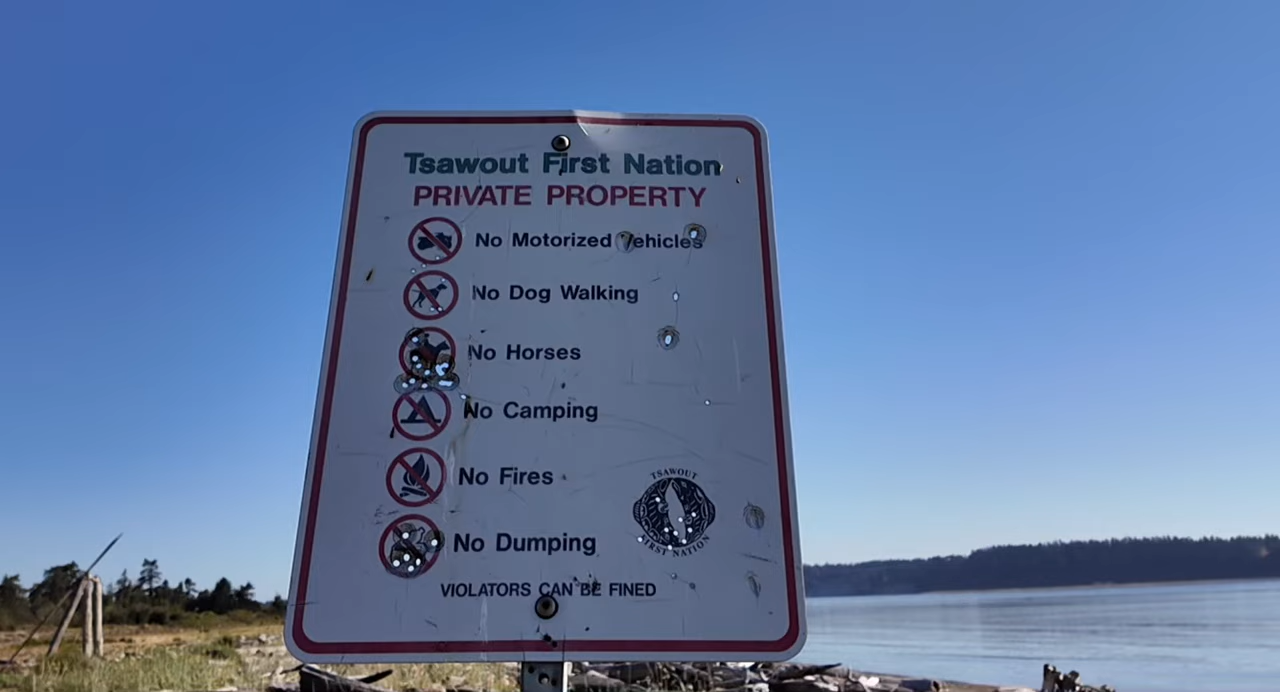 Tsawout First Nation
PRIVATE PROPERTY
No Motorized Vehicles
No Dog Walking
No Horses
No Camping
No Fires
No Dumping
TSAWOUT
FIRST NATION
VIOLATORS CAN BE FINED